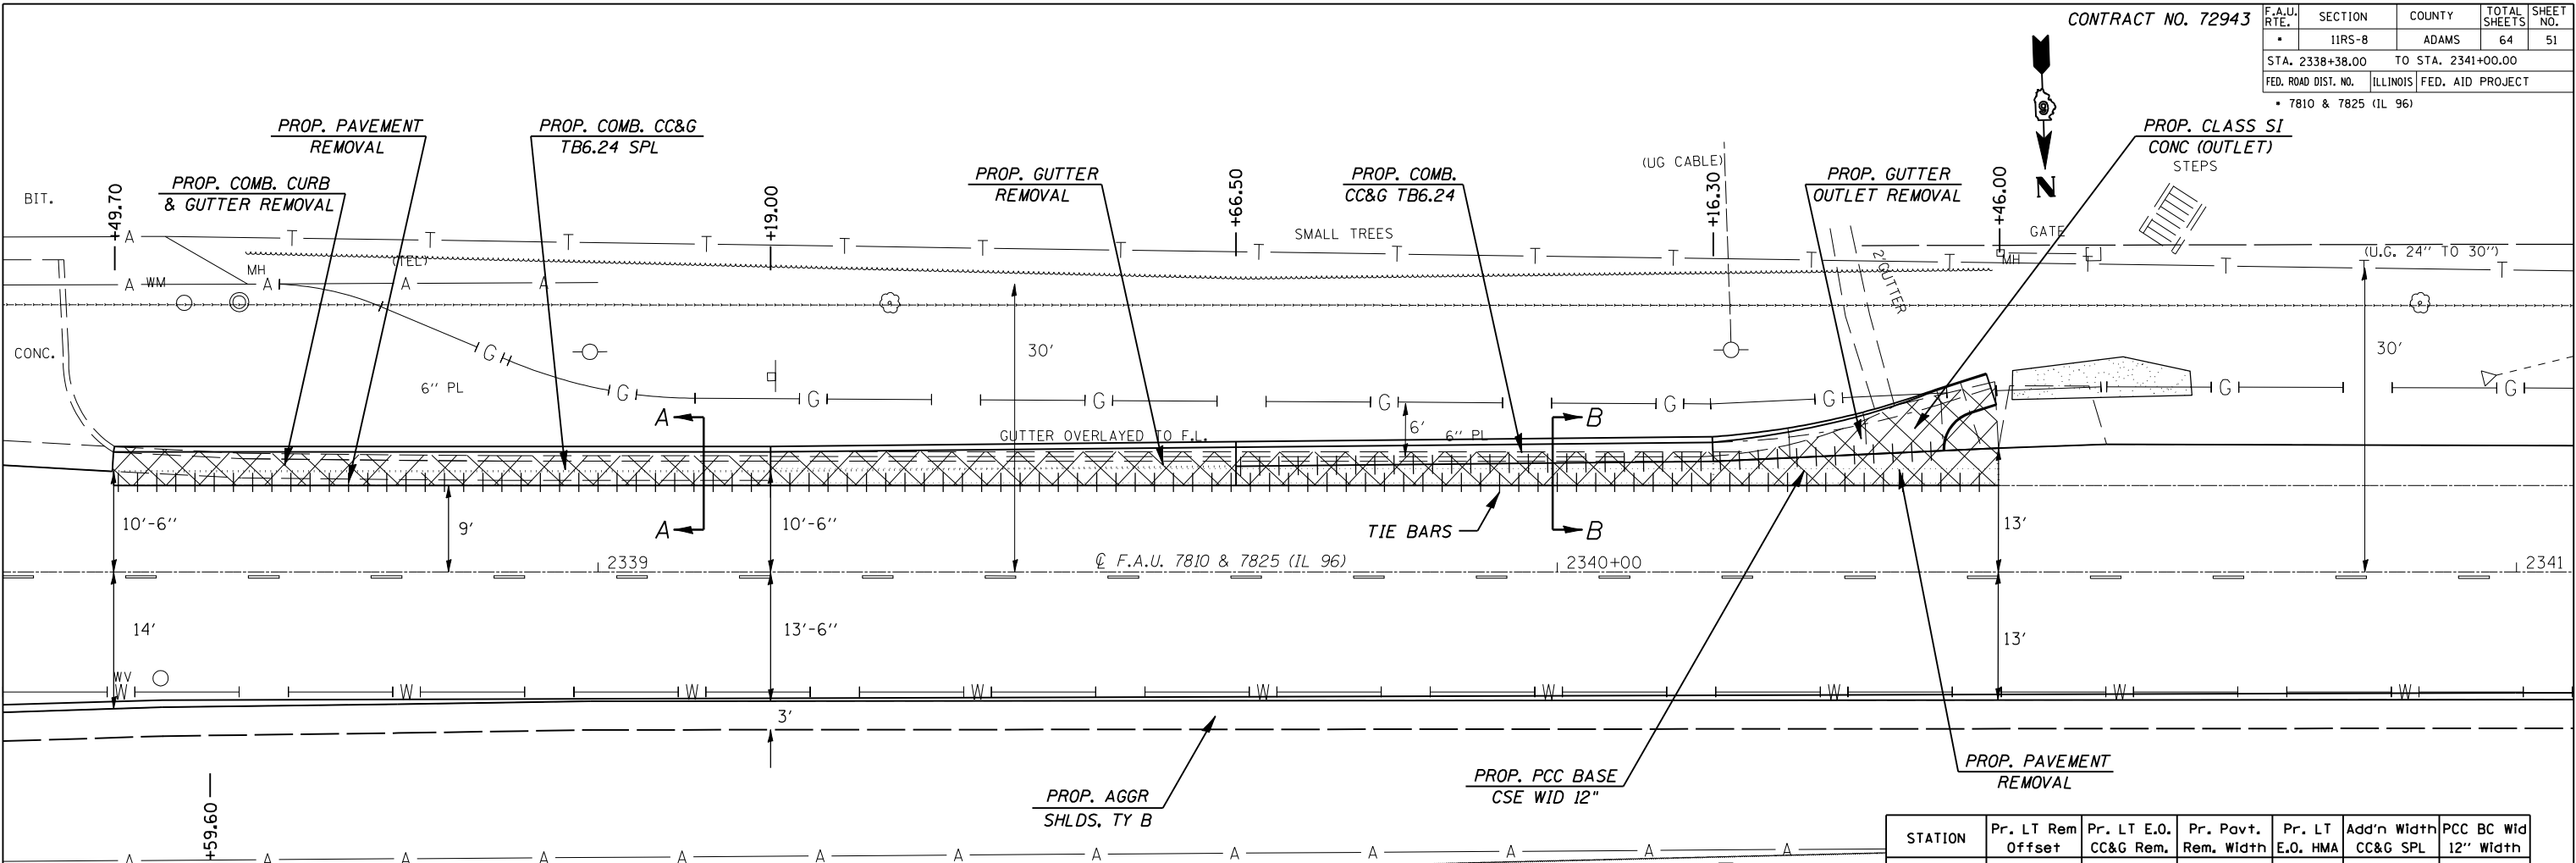 CONTRACT NO. 72943
F.A.U. RTE. SECTION COUNTY TOTAL SHEETS SHEET NO.
* 11RS-8 ADAMS 64 51
STA. 2338+38.00 TO STA. 2341+00.00
FED. ROAD DIST. NO. ILLINOIS FED. AID PROJECT
* 7810 & 7825 (IL 96)
PROP. PAVEMENT
REMOVAL
PROP. COMB. CC&G
TB6.24 SPL
PROP. CLASS SI
CONC (OUTLET)
9
N
PROP. COMB. CURB
& GUTTER REMOVAL
PROP. GUTTER
REMOVAL
PROP. COMB.
CC&G TB6.24
(UG CABLE)
PROP. GUTTER
OUTLET REMOVAL
STEPS
BIT.
+49.70
+19.00
+66.50
+16.30
+46.00
A T T T T T T T T T T T T T T T T T
SMALL TREES
GATE
(U.G. 24'' TO 30'')
(TEL)
MH
MH
A WM A A A
2' GUTTER
CONC.
30'
30'
G
6'' PL
G G G G G G G G
6'
A
B
GUTTER OVERLAYED TO F.L.
6'' PL
10'-6''
9'
A
10'-6''
TIE BARS
B
13'
2339
℄ F.A.U. 7810 & 7825 (IL 96)
2340+00
2341
14'
13'-6''
13'
WV
W W W W W W W W W
3'
PROP. AGGR
SHLDS, TY B
PROP. PCC BASE
CSE WID 12"
PROP. PAVEMENT
REMOVAL
+59.60
A A A A A A A A A A A A A
STATION Pr. LT Rem Offset Pr. LT E.O. CC&G Rem. Pr. Pavt. Rem. Width Pr. LT E.O. HMA Add'n Width CC&G SPL PCC BC Wid 12'' Width